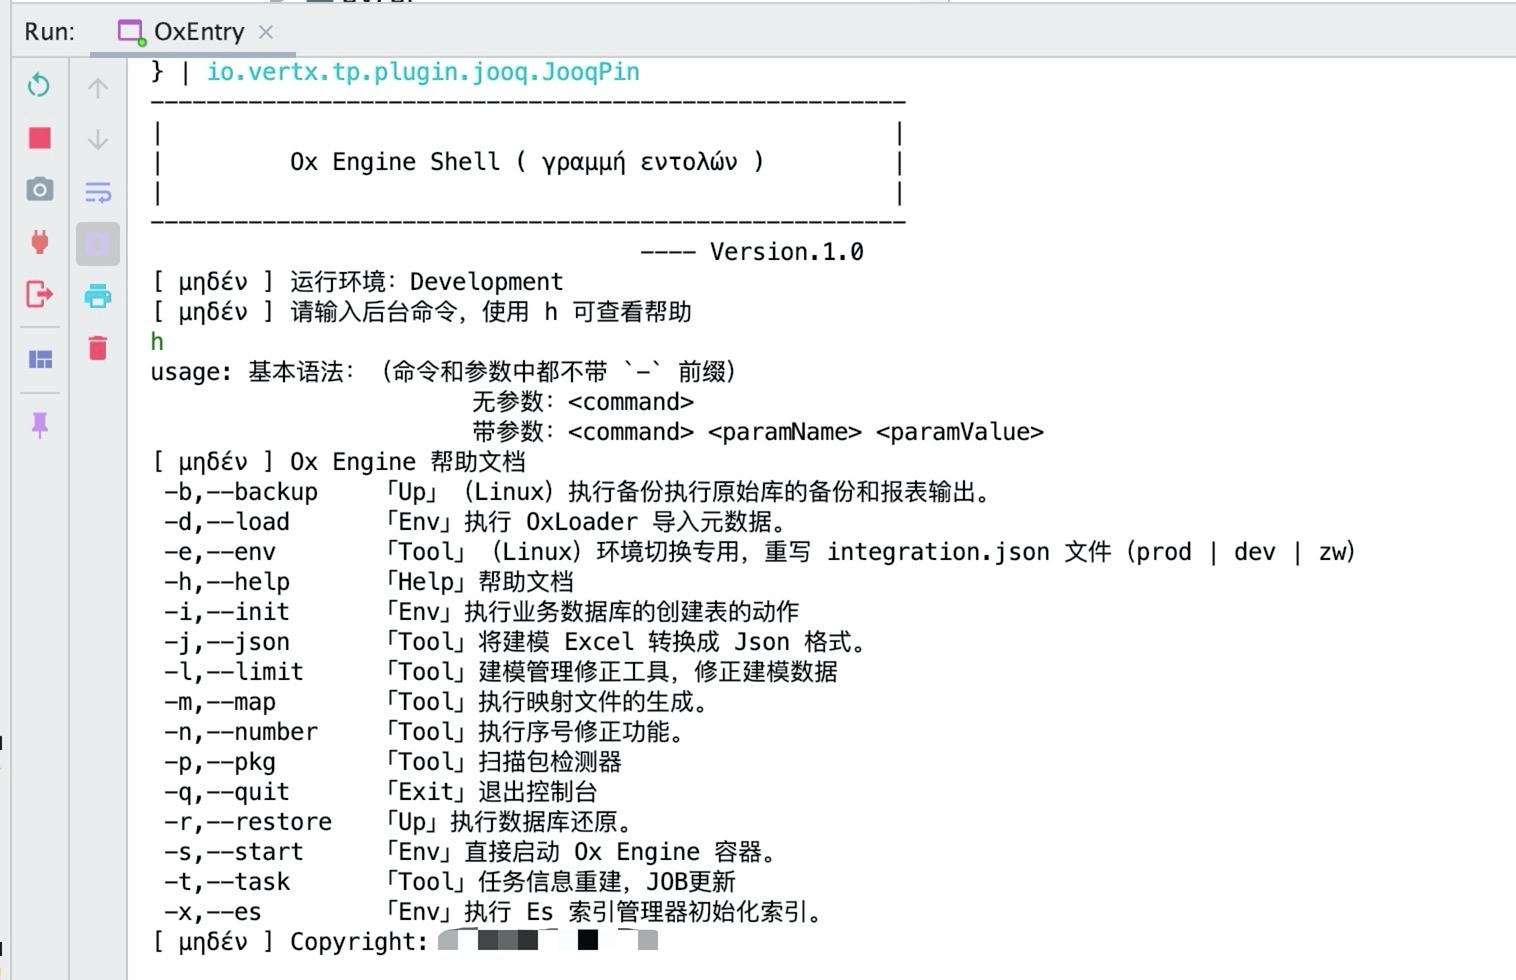 Run: OxEntry
} | io.vertx.tp.plugin.jooq.JooqPin
Ox Engine Shell ( γραμμή εντολών )
---- Version.1.0
[ μηδέν ] 运行环境：Development
[ μηδέν ] 请输入后台命令，使用 h 可查看帮助
h
usage: 基本语法：（命令和参数中都不带 `-` 前缀）
无参数：<command>
带参数：<command> <paramName> <paramValue>
[ μηδέν ] Ox Engine 帮助文档
-b,--backup 「Up」（Linux）执行备份执行原始库的备份和报表输出。
-d,--load 「Env」执行 OxLoader 导入元数据。
-e,--env 「Tool」（Linux）环境切换专用，重写 integration.json 文件（prod | dev | zw）
-h,--help 「Help」帮助文档
-i,--init 「Env」执行业务数据库的创建表的动作
-j,--json 「Tool」将建模 Excel 转换成 Json 格式。
-l,--limit 「Tool」建模管理修正工具，修正建模数据
-m,--map 「Tool」执行映射文件的生成。
-n,--number 「Tool」执行序号修正功能。
-p,--pkg 「Tool」扫描包检测器
-q,--quit 「Exit」退出控制台
-r,--restore 「Up」执行数据库还原。
-s,--start 「Env」直接启动 Ox Engine 容器。
-t,--task 「Tool」任务信息重建，JOB更新
-x,--es 「Env」执行 Es 索引管理器初始化索引。
[ μηδέν ] Copyright: